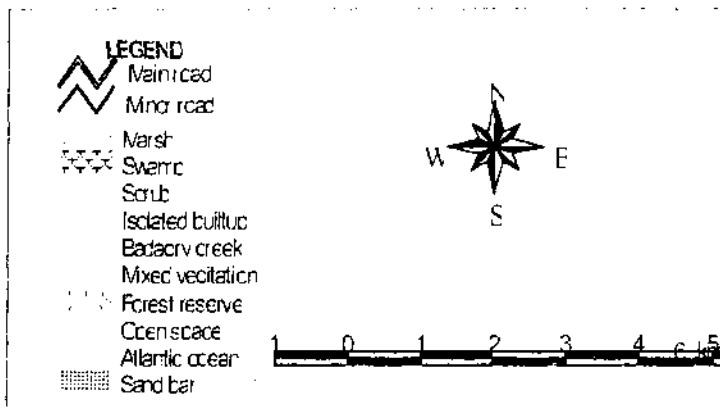 LEGEND
Main road
Minor road
Marsh
Swamp
Scrub
Isolated builtup
Badagry creek
Mixed vegitation
Forest reserve
Open space
Atlantic ocean
Sand bar
N
W E
S
1 0 1 2 3 4 5